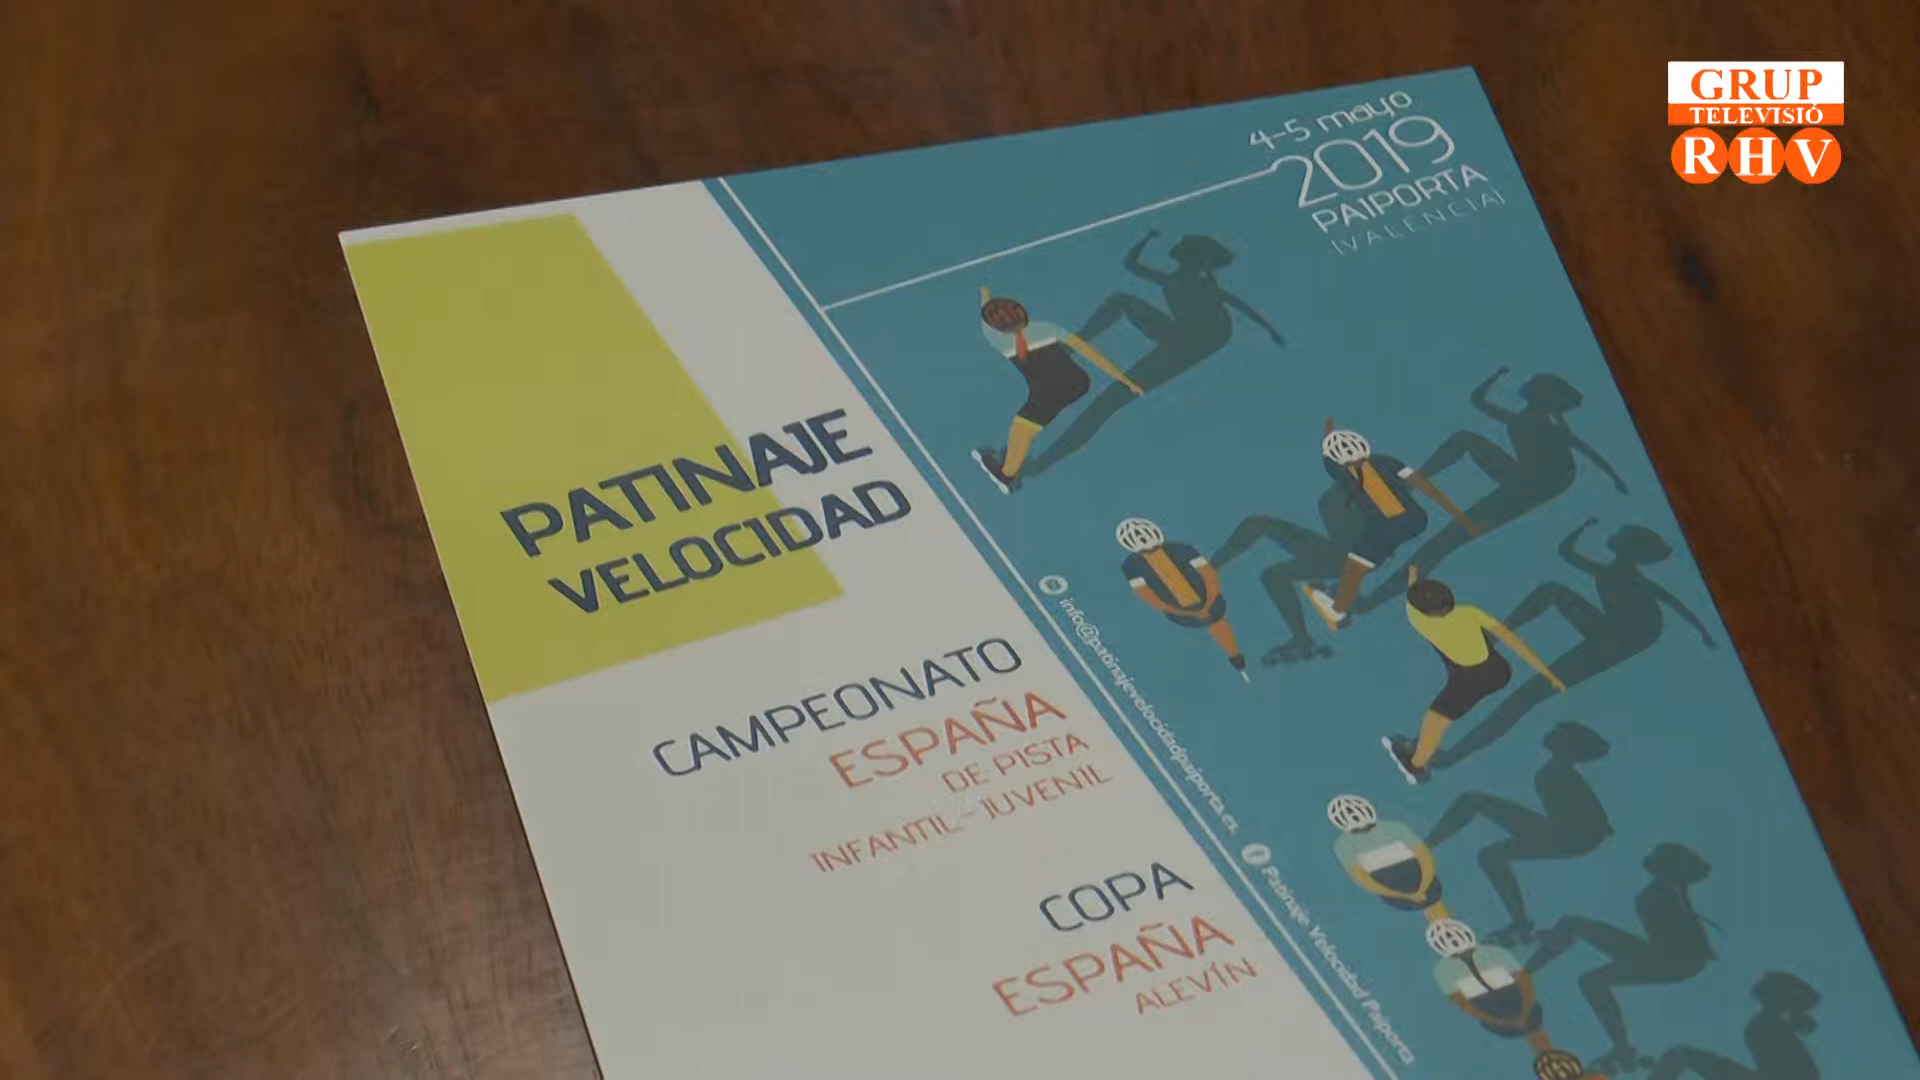 GRUP
TELEVISIÓ
RHV
4-5 mayo
2019
PAIPORTA
(VALENCIA)
PATINAJE
VELOCIDAD
CAMPEONATO
ESPAÑA
DE PISTA
INFANTIL - JUVENIL
COPA
ESPAÑA
ALEVÍN
info@patinajevelocidadpaiporta.es
Patinaje Velocidad Paiporta